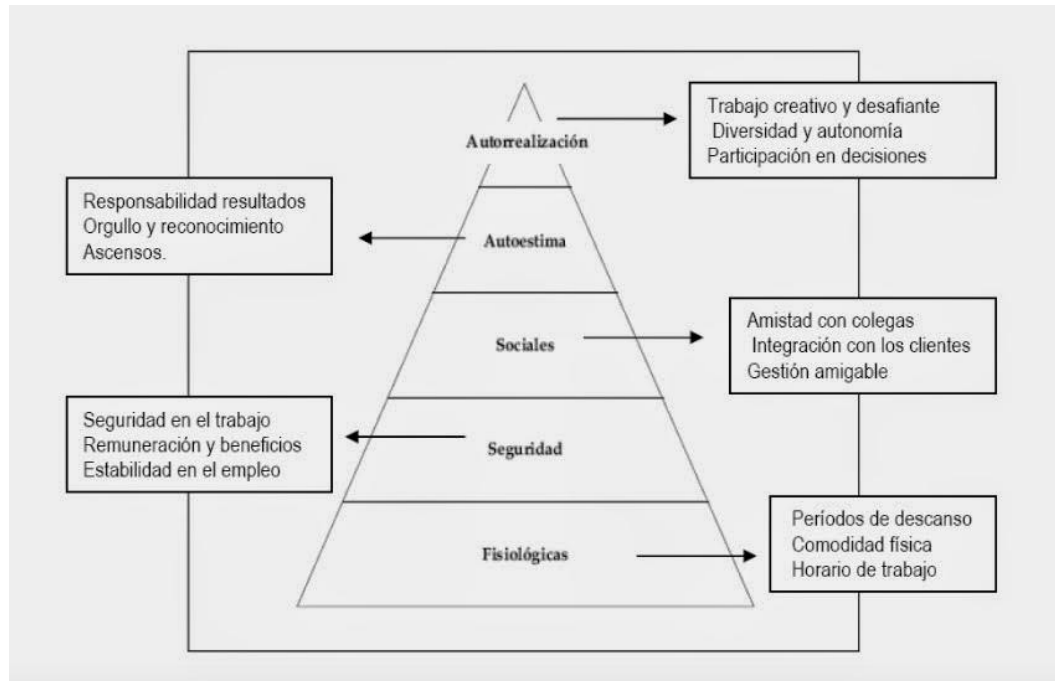 Trabajo creativo y desafiante
Diversidad y autonomía
Participación en decisiones
Autorrealización
Responsabilidad resultados
Orgullo y reconocimiento
Ascensos.
Autoestima
Amistad con colegas
Integración con los clientes
Gestión amigable
Sociales
Seguridad en el trabajo
Remuneración y beneficios
Estabilidad en el empleo
Seguridad
Períodos de descanso
Comodidad física
Horario de trabajo
Fisiológicas